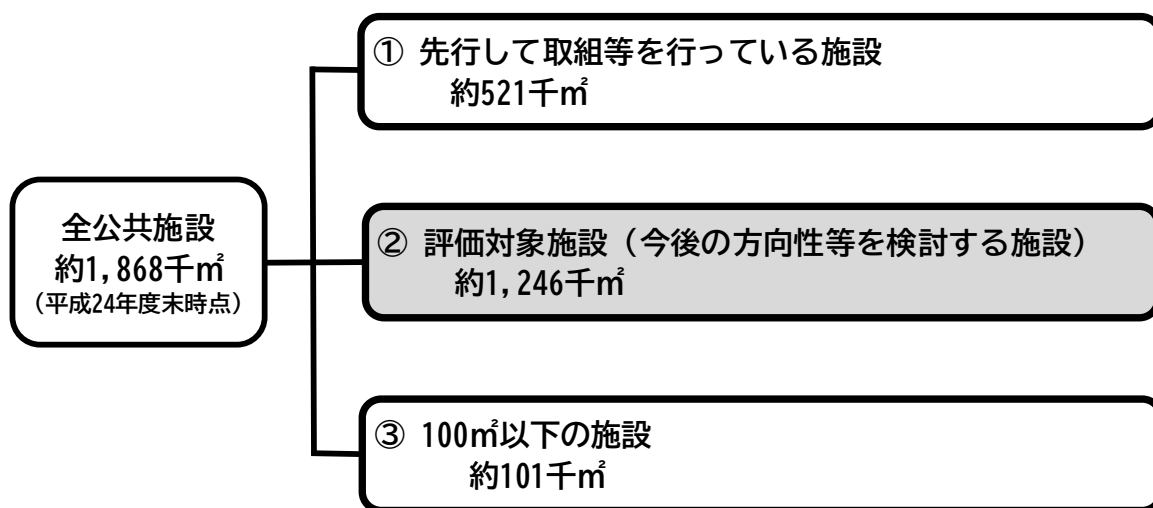 ① 先行して取組等を行っている施設
約521千㎡
全公共施設
約1,868千㎡
（平成24年度末時点）
② 評価対象施設（今後の方向性等を検討する施設）
約1,246千㎡
③ 100㎡以下の施設
約101千㎡